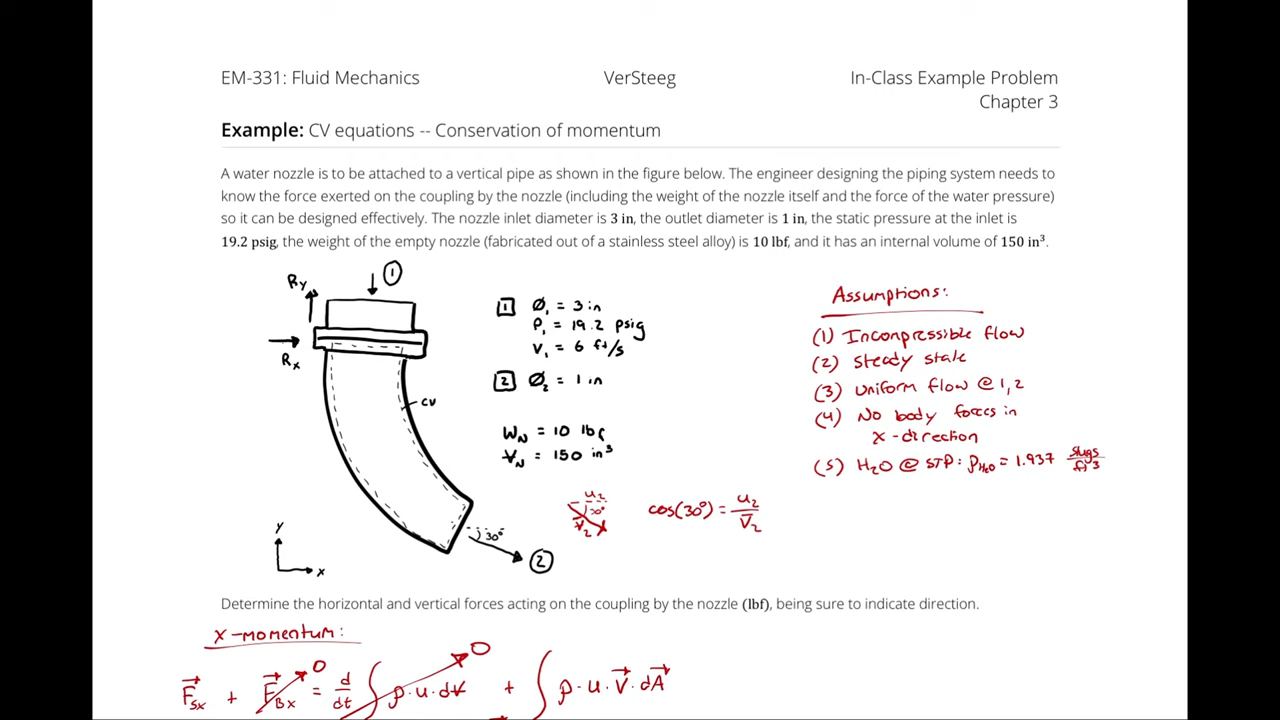 EM-331: Fluid Mechanics VerSteeg In-Class Example Problem
Chapter 3
Example: CV equations -- Conservation of momentum
A water nozzle is to be attached to a vertical pipe as shown in the figure below. The engineer designing the piping system needs to
know the force exerted on the coupling by the nozzle (including the weight of the nozzle itself and the force of the water pressure)
so it can be designed effectively. The nozzle inlet diameter is 3 in, the outlet diameter is 1 in, the static pressure at the inlet is
19.2 psig, the weight of the empty nozzle (fabricated out of a stainless steel alloy) is 10 lbf, and it has an internal volume of 150 in³.
1
Ry
Rx
CV
30°
2
y
x
1 Ø₁ = 3 in
P₁ = 19.2 psig
V₁ = 6 ft/s
2 Ø₂ = 1 in
W_N = 10 lbf
V_N = 150 in³
u₂
30°
V₂
cos(30°) = u₂/V̄₂
Assumptions:
(1) Incompressible flow
(2) Steady state
(3) Uniform flow @ 1,2
(4) No body forces in
x-direction
(5) H₂O @ STP: ρH₂O = 1.937 slugs/ft³
Determine the horizontal and vertical forces acting on the coupling by the nozzle (lbf), being sure to indicate direction.
x-momentum:
F⃗sx + F⃗Bx = d/dt ∫ ρ·u·dV + ∫ ρ·u·V⃗·dA⃗
0
0